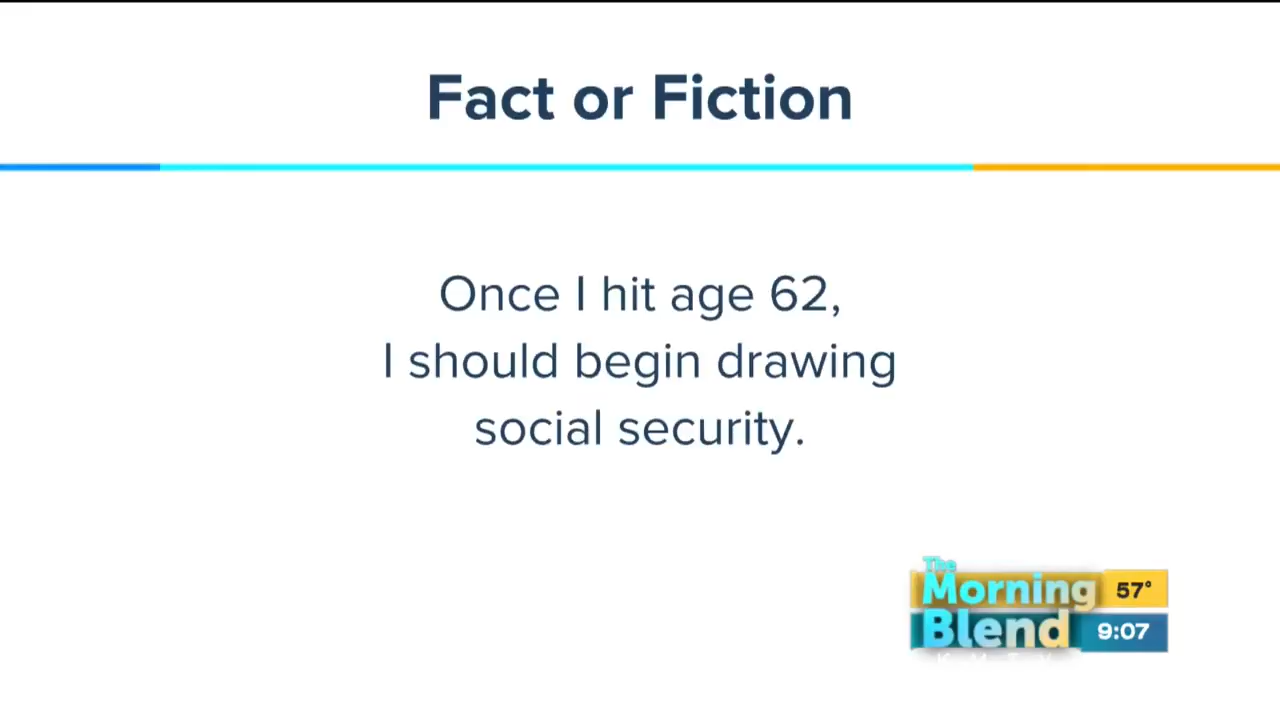 Fact or Fiction
Once I hit age 62,
I should begin drawing
social security.
The
Morning 57°
Blend 9:07